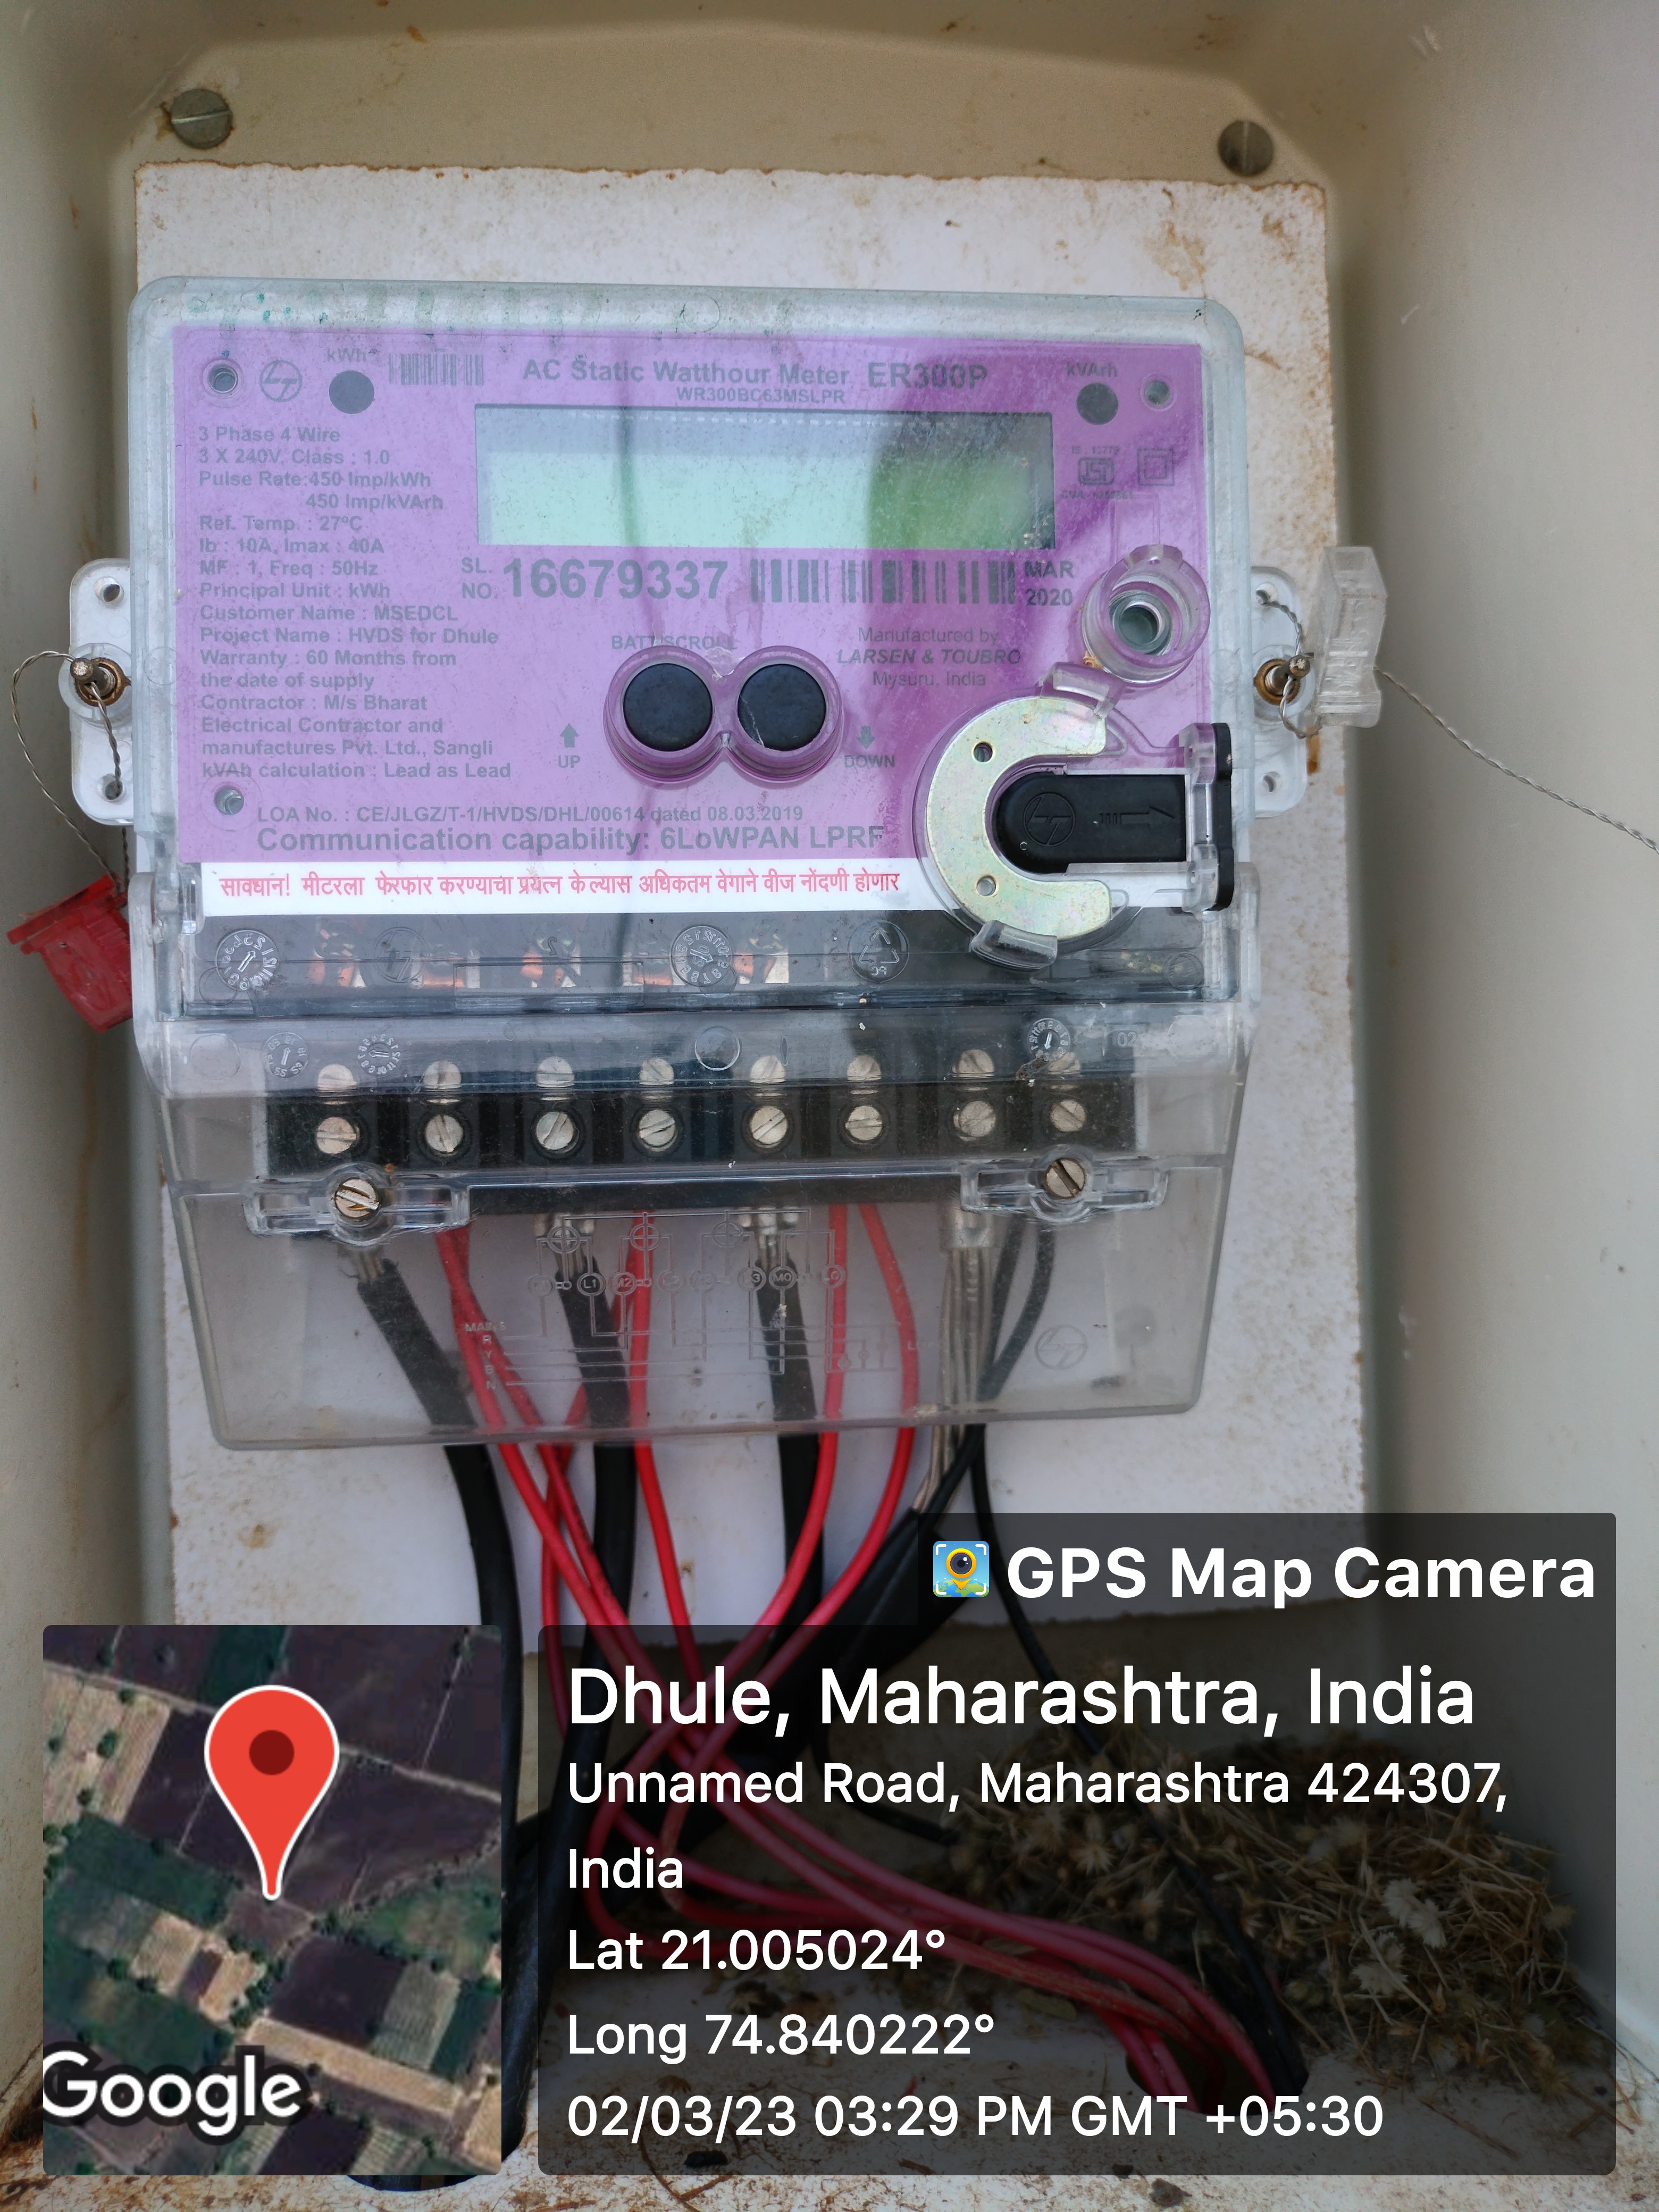 kWh
AC Static Watthour Meter ER300P
WR300BC63MSLPR
kVArh
3 Phase 4 Wire
3 X 240V, Class : 1.0
Pulse Rate:450 Imp/kWh
450 Imp/kVArh
Ref. Temp. : 27°C
Ib : 10A, Imax : 40A
MF : 1, Freq : 50Hz
Principal Unit : kWh
Customer Name : MSEDCL
Project Name : HVDS for Dhule
Warranty : 60 Months from
the date of supply
Contractor : M/s Bharat
Electrical Contractor and
manufactures Pvt. Ltd., Sangli
kVAh calculation : Lead as Lead
SL.
NO. 16679337
MAR
2020
BATT/SCROLL
UP
DOWN
Manufactured by
LARSEN & TOUBRO
Mysuru, India
LOA No. : CE/JLGZ/T-1/HVDS/DHL/00614 dated 08.03.2019
Communication capability: 6LoWPAN LPRF
सावधान! मीटरला फेरफार करण्याचा प्रयत्न केल्यास अधिकतम वेगाने वीज नोंदणी होणार
GPS Map Camera
Dhule, Maharashtra, India
Unnamed Road, Maharashtra 424307,
India
Lat 21.005024°
Long 74.840222°
02/03/23 03:29 PM GMT +05:30
Google